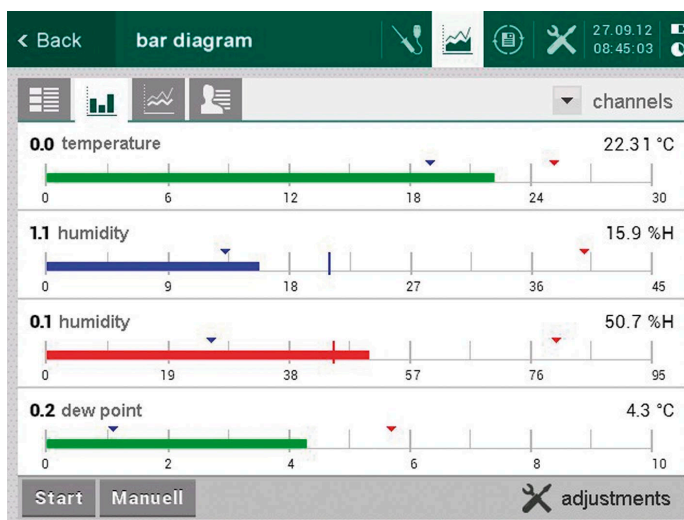 < Back bar diagram 27.09.12
08:45:03
channels
0.0 temperature 22.31 °C
0 6 12 18 24 30
1.1 humidity 15.9 %H
0 9 18 27 36 45
0.1 humidity 50.7 %H
0 19 38 57 76 95
0.2 dew point 4.3 °C
0 2 4 6 8 10
Start Manuell adjustments